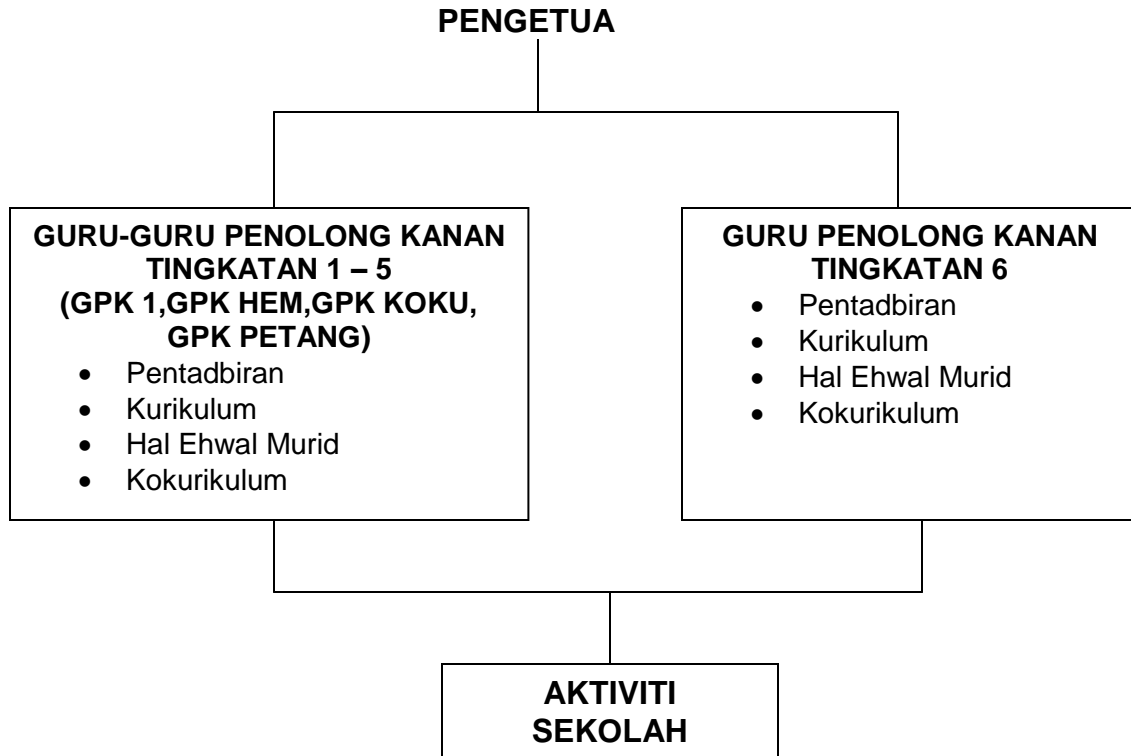 PENGETUA
GURU-GURU PENOLONG KANAN
TINGKATAN 1 – 5
(GPK 1,GPK HEM,GPK KOKU,
GPK PETANG)
• Pentadbiran
• Kurikulum
• Hal Ehwal Murid
• Kokurikulum
GURU PENOLONG KANAN
TINGKATAN 6
• Pentadbiran
• Kurikulum
• Hal Ehwal Murid
• Kokurikulum
AKTIVITI
SEKOLAH